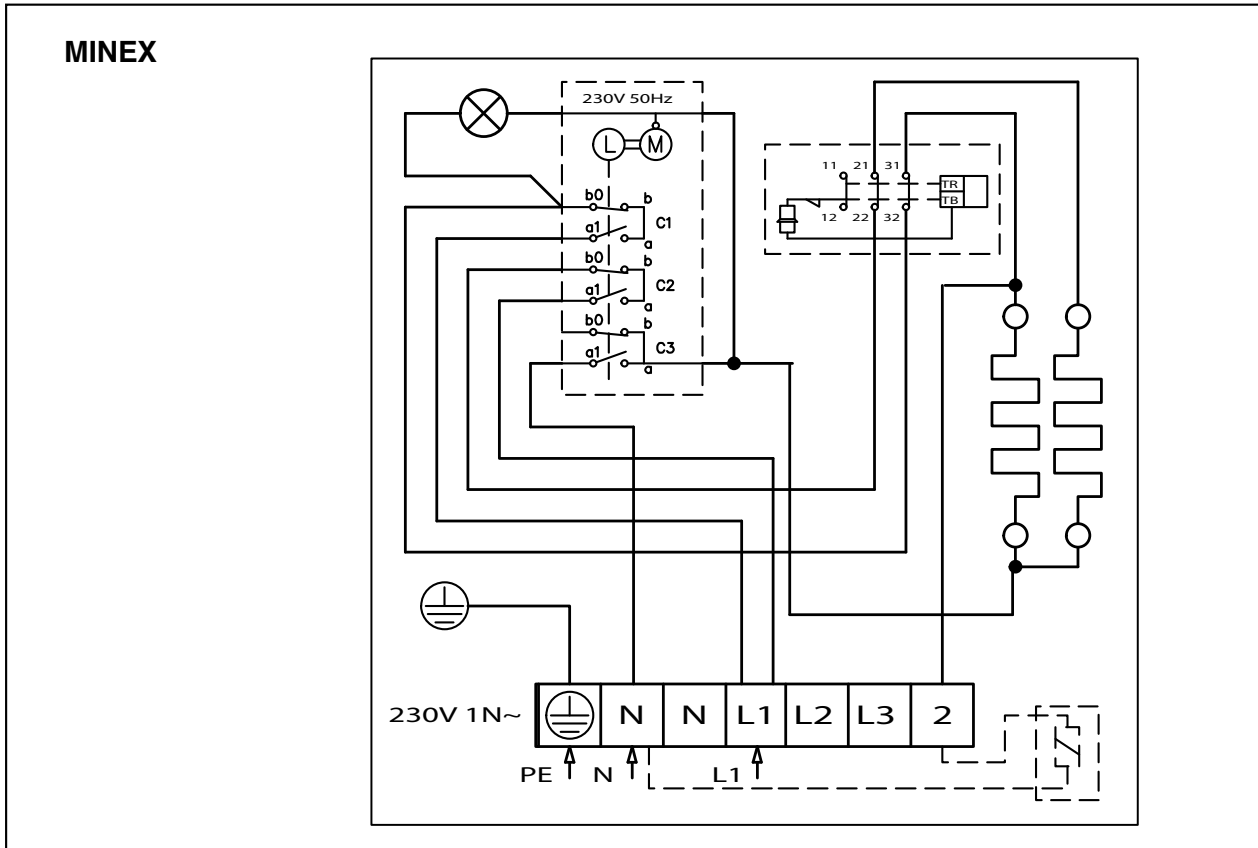 MINEX
230V 50Hz
L M
11 21 31
TR
TB
12 22 32
b0 b
C1
a1 a
b0 b
C2
a1 a
b0 b
C3
a1 a
230V 1N~ N N L1 L2 L3 2
PE N L1